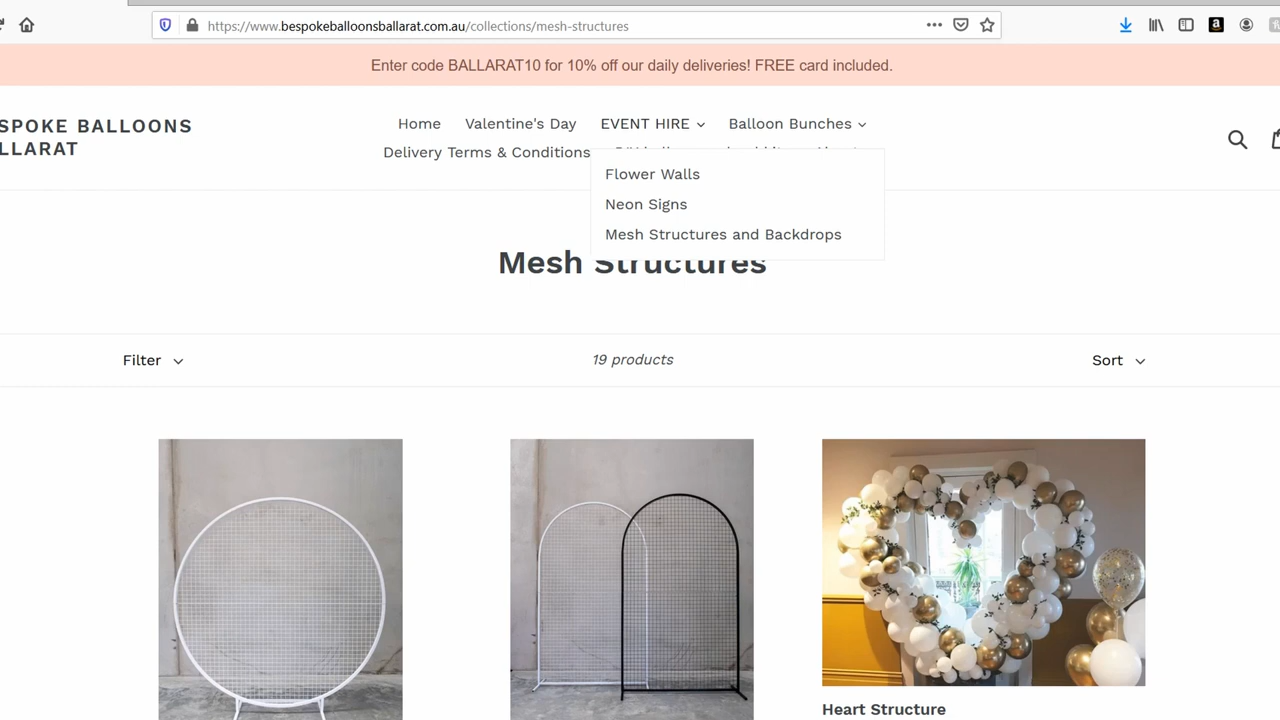 https://www.bespokeballoonsballarat.com.au/collections/mesh-structures
Enter code BALLARAT10 for 10% off our daily deliveries! FREE card included.
SPOKE BALLOONS
LLARAT
Home Valentine's Day EVENT HIRE Balloon Bunches
Delivery Terms & Conditions
Flower Walls
Neon Signs
Mesh Structures and Backdrops
Mesh Structures
Filter 19 products Sort
Heart Structure